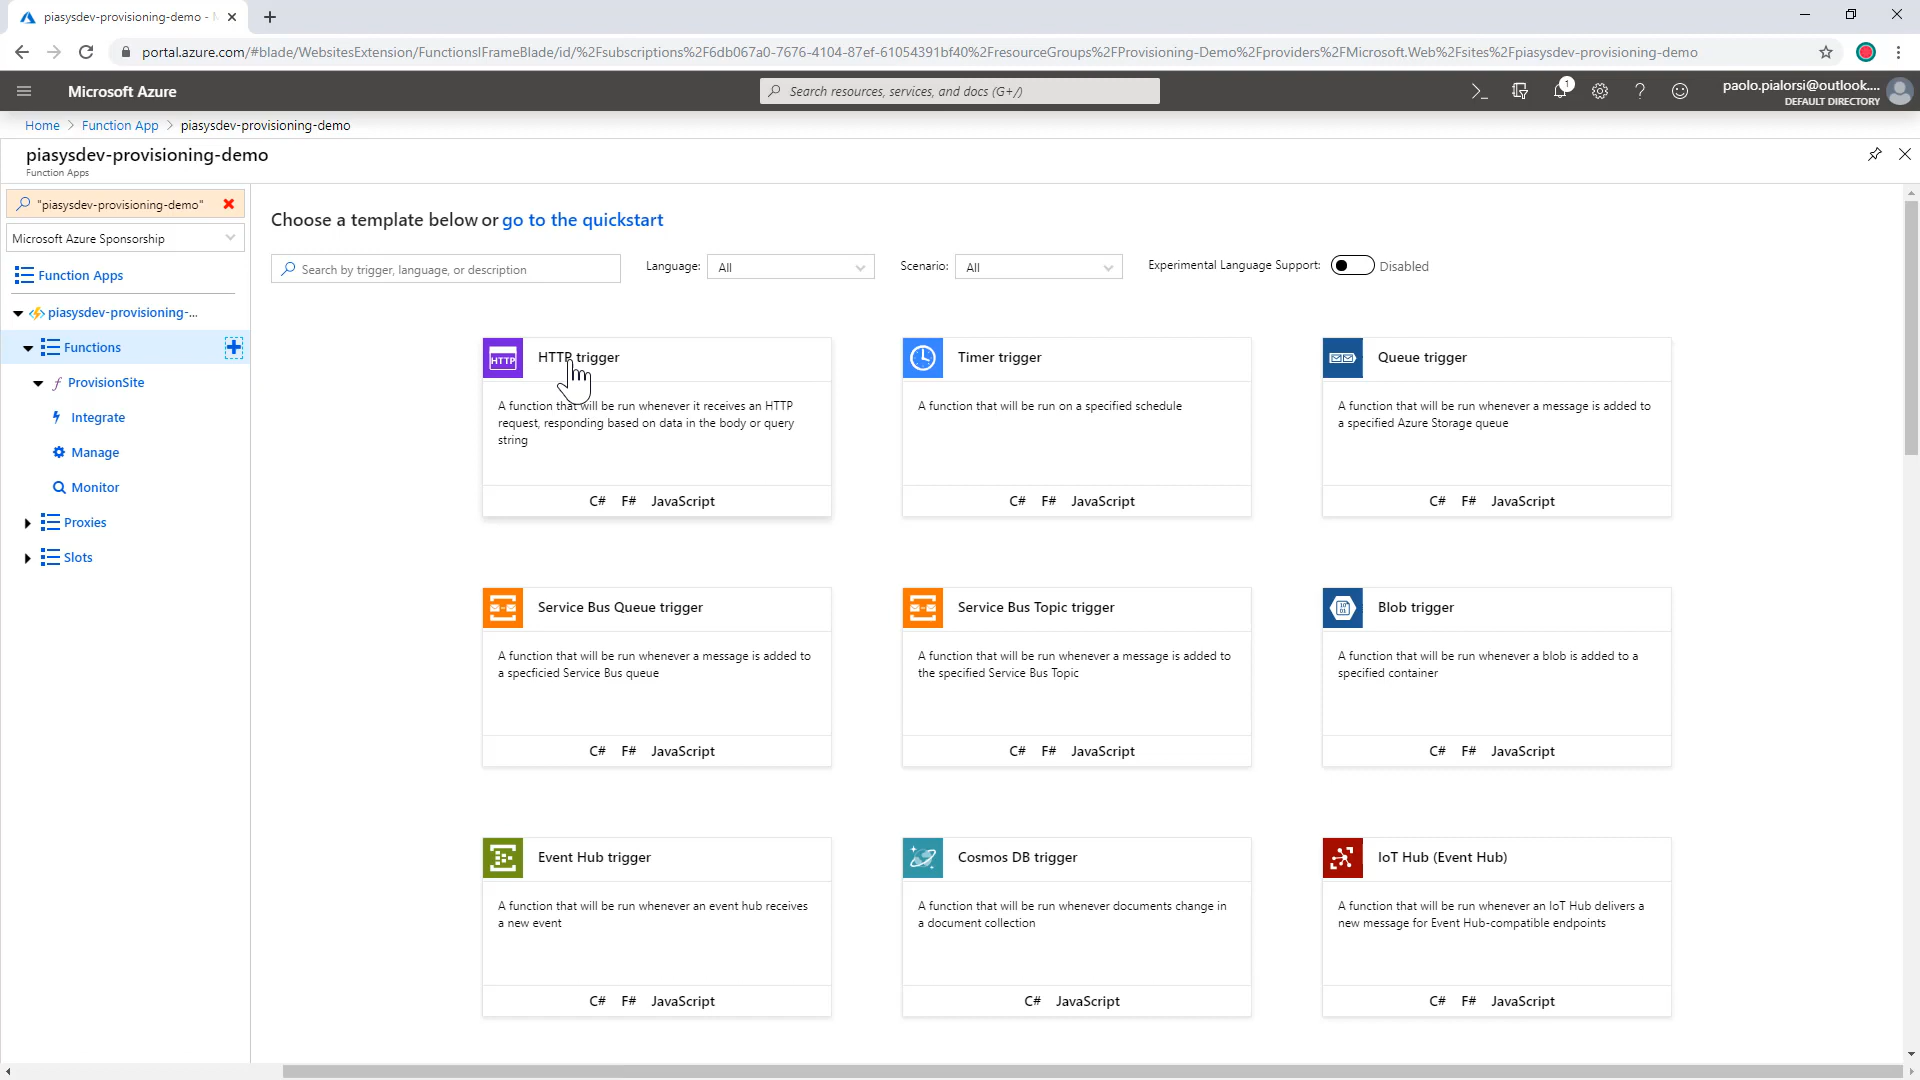 piasysdev-provisioning-demo - M
portal.azure.com/#blade/WebsitesExtension/FunctionsIFrameBlade/id/%2Fsubscriptions%2F6db067a0-7676-4104-87ef-61054391bf40%2FresourceGroups%2FProvisioning-Demo%2Fproviders%2FMicrosoft.Web%2Fsites%2Fpiasysdev-provisioning-demo
Microsoft Azure
Search resources, services, and docs (G+/)
1
paolo.pialorsi@outlook....
DEFAULT DIRECTORY
Home > Function App > piasysdev-provisioning-demo
piasysdev-provisioning-demo
Function Apps
"piasysdev-provisioning-demo"
Microsoft Azure Sponsorship
Function Apps
piasysdev-provisioning-...
Functions
ProvisionSite
Integrate
Manage
Monitor
Proxies
Slots
Choose a template below or go to the quickstart
Search by trigger, language, or description
Language: All
Scenario: All
Experimental Language Support: Disabled
HTTP
HTTP trigger
A function that will be run whenever it receives an HTTP
request, responding based on data in the body or query
string
C# F# JavaScript
Timer trigger
A function that will be run on a specified schedule
C# F# JavaScript
Queue trigger
A function that will be run whenever a message is added to
a specified Azure Storage queue
C# F# JavaScript
Service Bus Queue trigger
A function that will be run whenever a message is added to
a specficied Service Bus queue
C# F# JavaScript
Service Bus Topic trigger
A function that will be run whenever a message is added to
the specified Service Bus Topic
C# F# JavaScript
Blob trigger
A function that will be run whenever a blob is added to a
specified container
C# F# JavaScript
Event Hub trigger
A function that will be run whenever an event hub receives
a new event
C# F# JavaScript
Cosmos DB trigger
A function that will be run whenever documents change in
a document collection
C# JavaScript
IoT Hub (Event Hub)
A function that will be run whenever an IoT Hub delivers a
new message for Event Hub-compatible endpoints
C# F# JavaScript